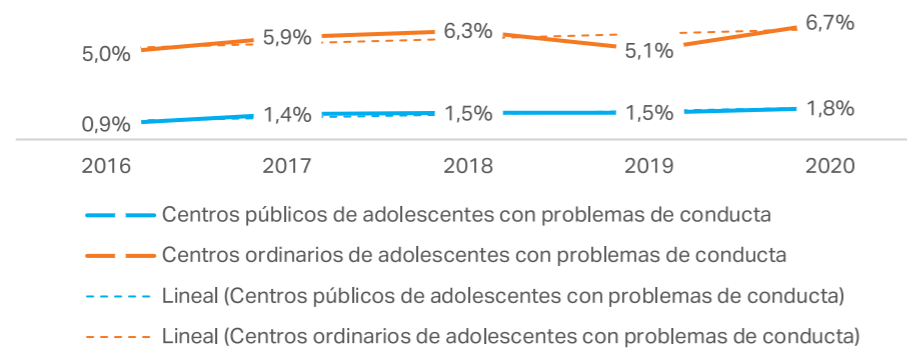 5,0% 5,9% 6,3% 5,1% 6,7%
0,9% 1,4% 1,5% 1,5% 1,8%
2016 2017 2018 2019 2020
Centros públicos de adolescentes con problemas de conducta
Centros ordinarios de adolescentes con problemas de conducta
Lineal (Centros públicos de adolescentes con problemas de conducta)
Lineal (Centros ordinarios de adolescentes con problemas de conducta)